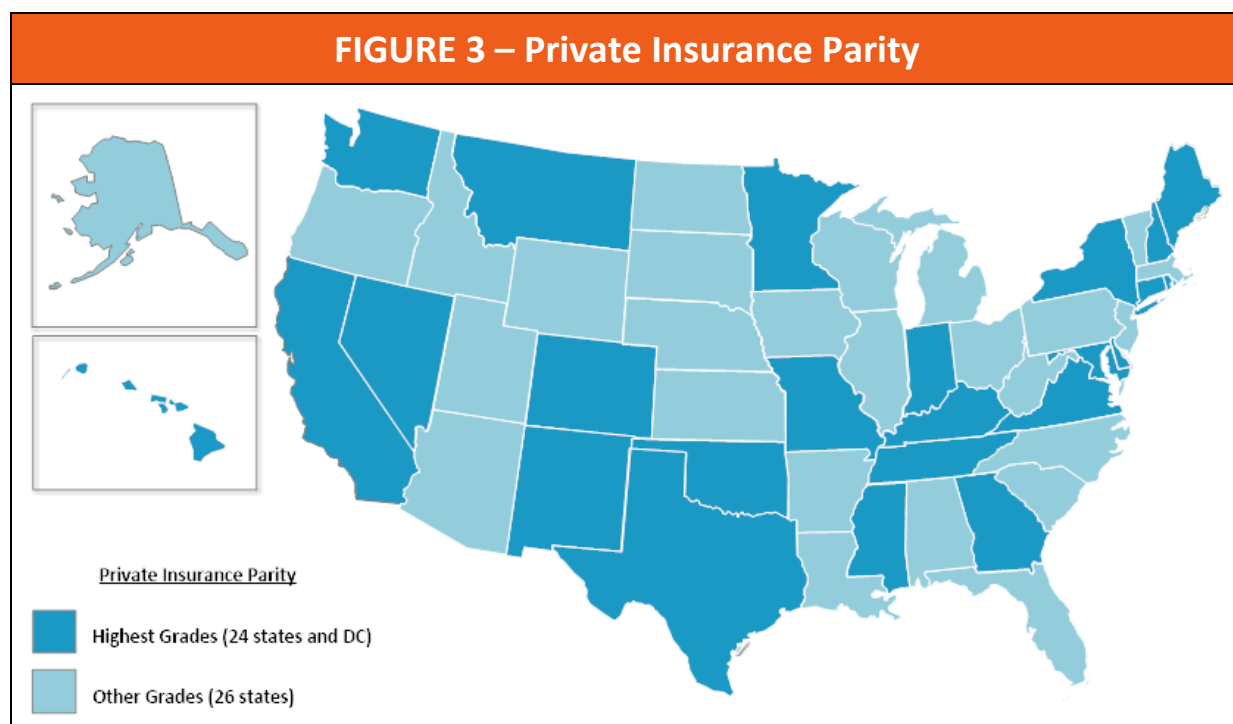 FIGURE 3 – Private Insurance Parity
Private Insurance Parity
Highest Grades (24 states and DC)
Other Grades (26 states)